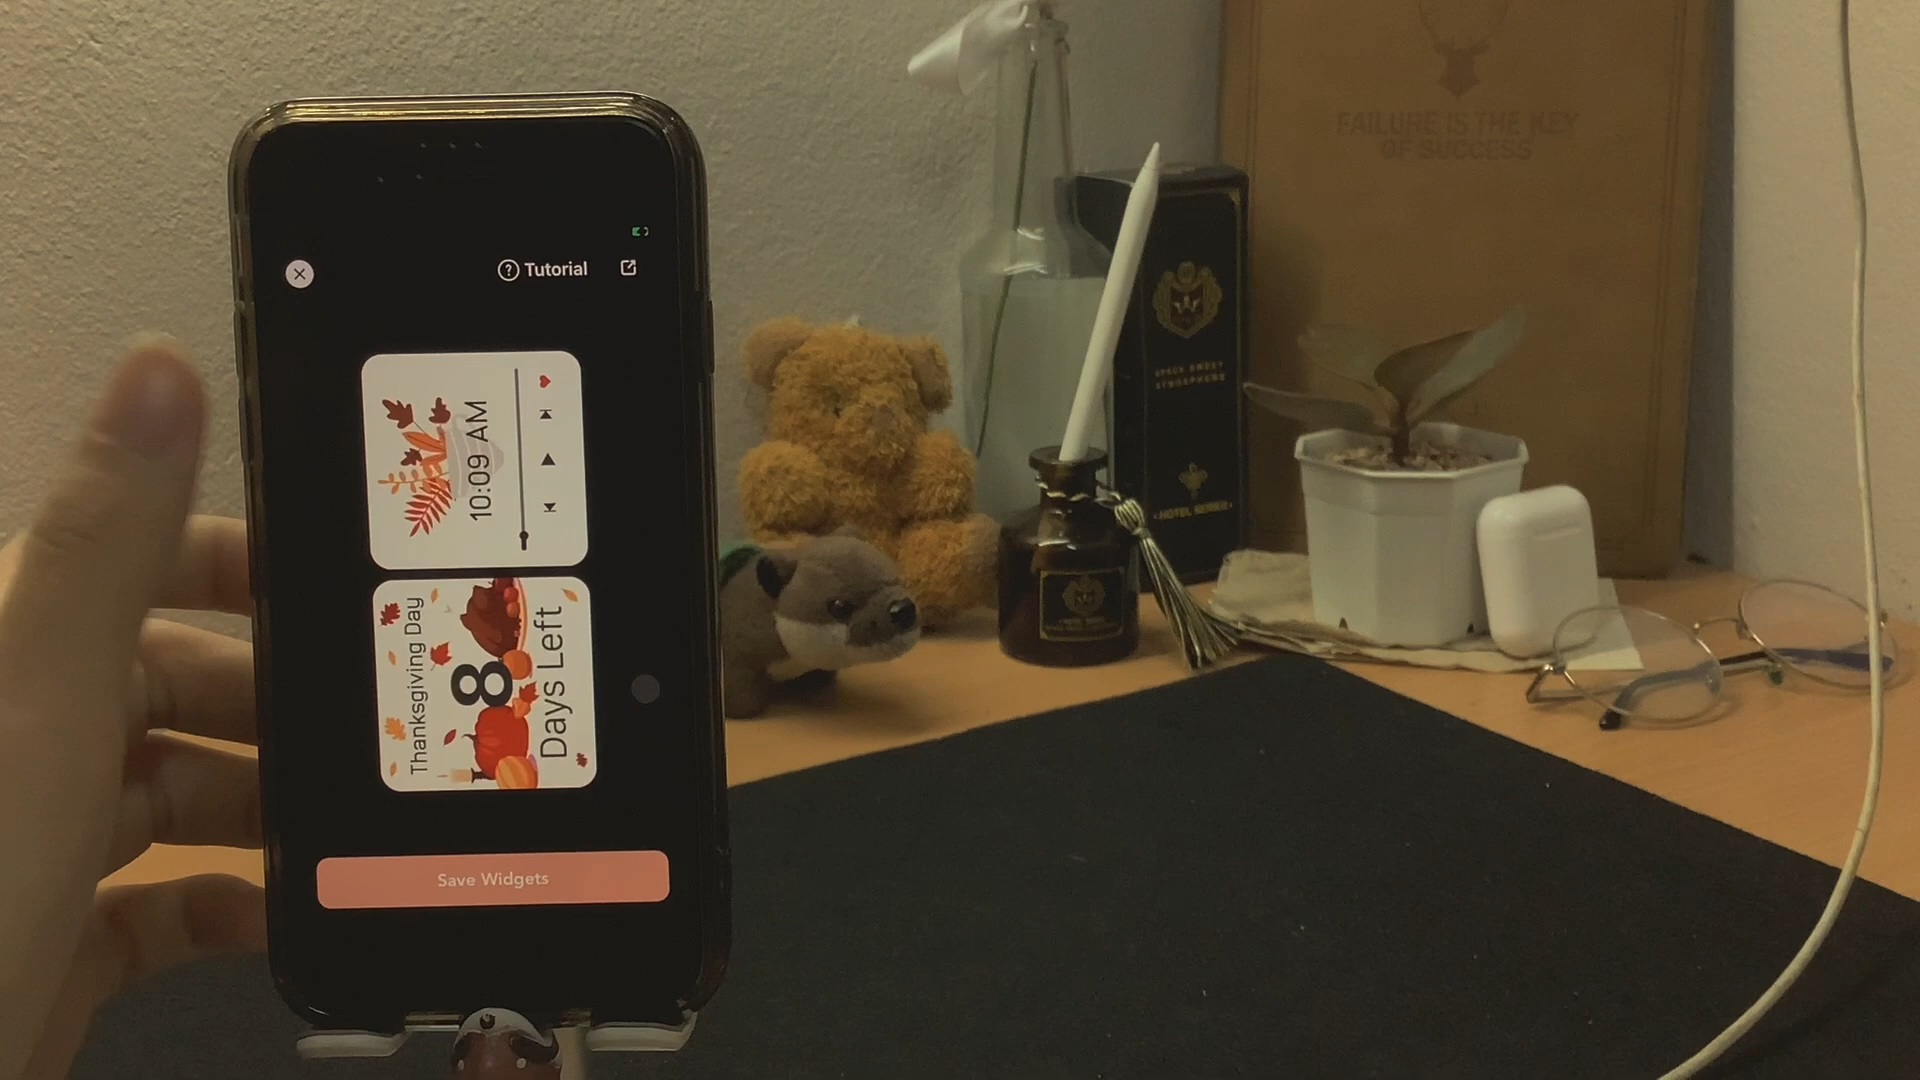 Tutorial
10:09 AM
Thanksgiving Day
8
Days Left
Save Widgets
FAILURE IS THE KEY
OF SUCCESS